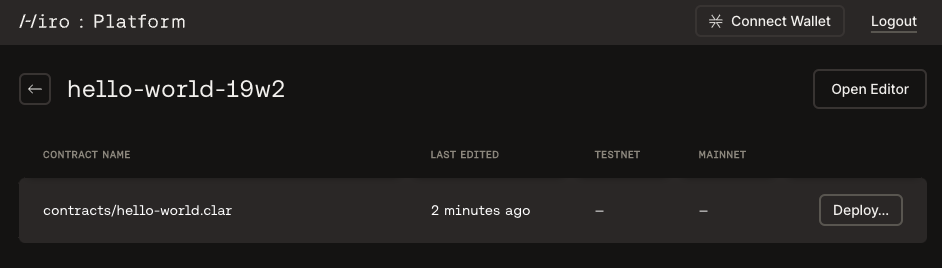 Hiro : Platform
Connect Wallet
Logout
hello-world-19w2
Open Editor
CONTRACT NAME LAST EDITED TESTNET MAINNET
contracts/hello-world.clar 2 minutes ago – – Deploy...